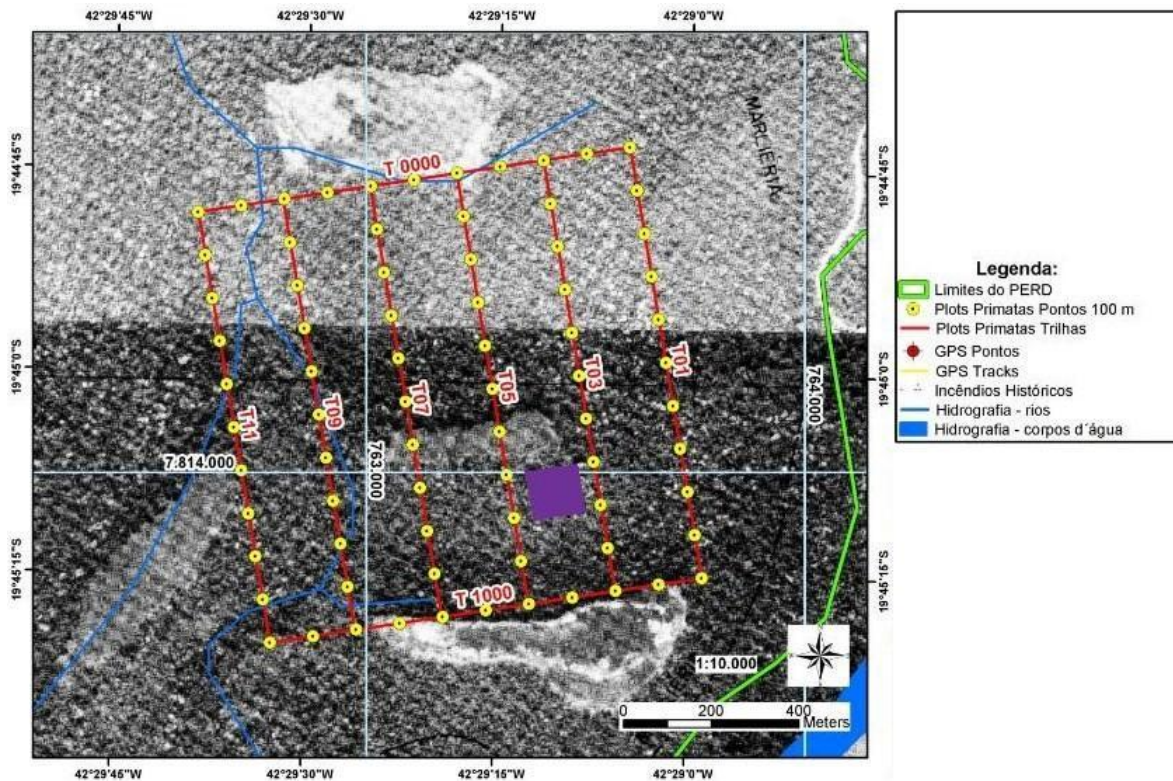 42°29'45"W
42°29'30"W
42°29'15"W
42°29'0"W
19°44'45"S
19°44'45"S
MARLIERIA
T 0000
19°45'0"S
19°45'0"S
T11
T09
T07
T05
T03
T01
763.000
764.000
7.814.000
19°45'15"S
19°45'15"S
T 1000
1:10.000
0 200 400
Meters
42°29'45"W
42°29'30"W
42°29'15"W
42°29'0"W
Legenda:
Limites do PERD
Plots Primatas Pontos 100 m
Plots Primatas Trilhas
GPS Pontos
GPS Tracks
Incêndios Históricos
Hidrografia - rios
Hidrografia - corpos d´água